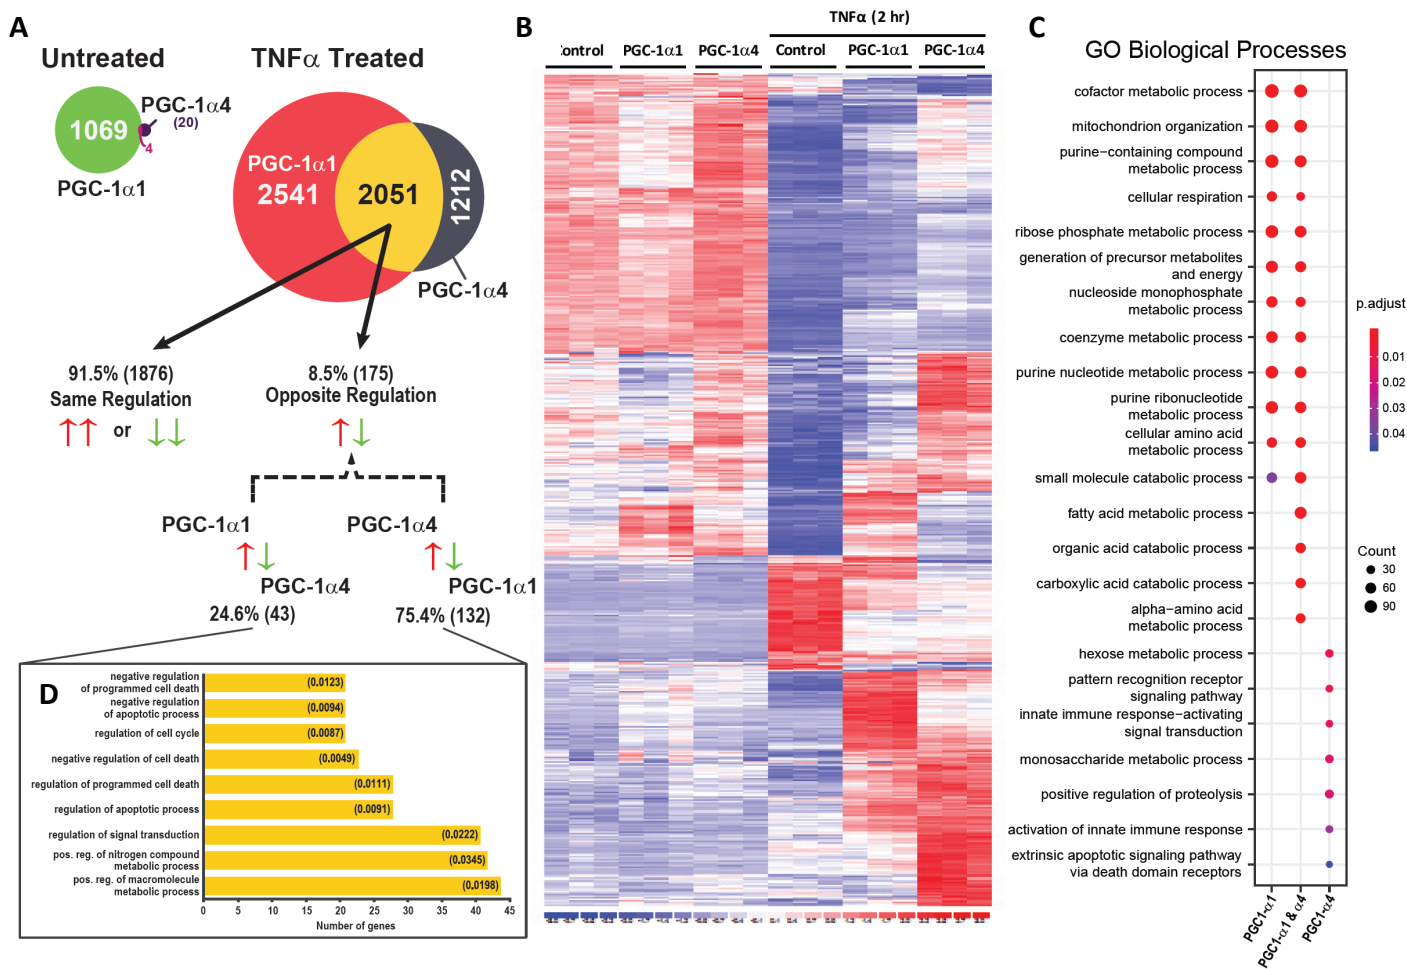 A
Untreated
TNFα Treated
PGC-1α4
(20)
1069
4
PGC-1α1
PGC-1α1
2541
2051
1212
PGC-1α4
91.5% (1876)
Same Regulation
or
8.5% (175)
Opposite Regulation
PGC-1α1
PGC-1α4
24.6% (43)
PGC-1α4
PGC-1α1
75.4% (132)
D
negative regulation
of programmed cell death
(0.0123)
negative regulation
of apoptotic process
(0.0094)
regulation of cell cycle
(0.0087)
negative regulation of cell death
(0.0049)
regulation of programmed cell death
(0.0111)
regulation of apoptotic process
(0.0091)
regulation of signal transduction
(0.0222)
pos. reg. of nitrogen compound
metabolic process
(0.0345)
pos. reg. of macromolecule
metabolic process
(0.0198)
0 5 10 15 20 25 30 35 40 45
Number of genes
B
TNFα (2 hr)
Control PGC-1α1 PGC-1α4 Control PGC-1α1 PGC-1α4
C
GO Biological Processes
cofactor metabolic process
mitochondrion organization
purine−containing compound
metabolic process
cellular respiration
ribose phosphate metabolic process
generation of precursor metabolites
and energy
nucleoside monophosphate
metabolic process
coenzyme metabolic process
purine nucleotide metabolic process
purine ribonucleotide
metabolic process
cellular amino acid
metabolic process
small molecule catabolic process
fatty acid metabolic process
organic acid catabolic process
carboxylic acid catabolic process
alpha−amino acid
metabolic process
hexose metabolic process
pattern recognition receptor
signaling pathway
innate immune response−activating
signal transduction
monosaccharide metabolic process
positive regulation of proteolysis
activation of innate immune response
extrinsic apoptotic signaling pathway
via death domain receptors
PGC1-α1
PGC1-α1 & α4
PGC1-α4
p.adjust
0.01
0.02
0.03
0.04
Count
30
60
90